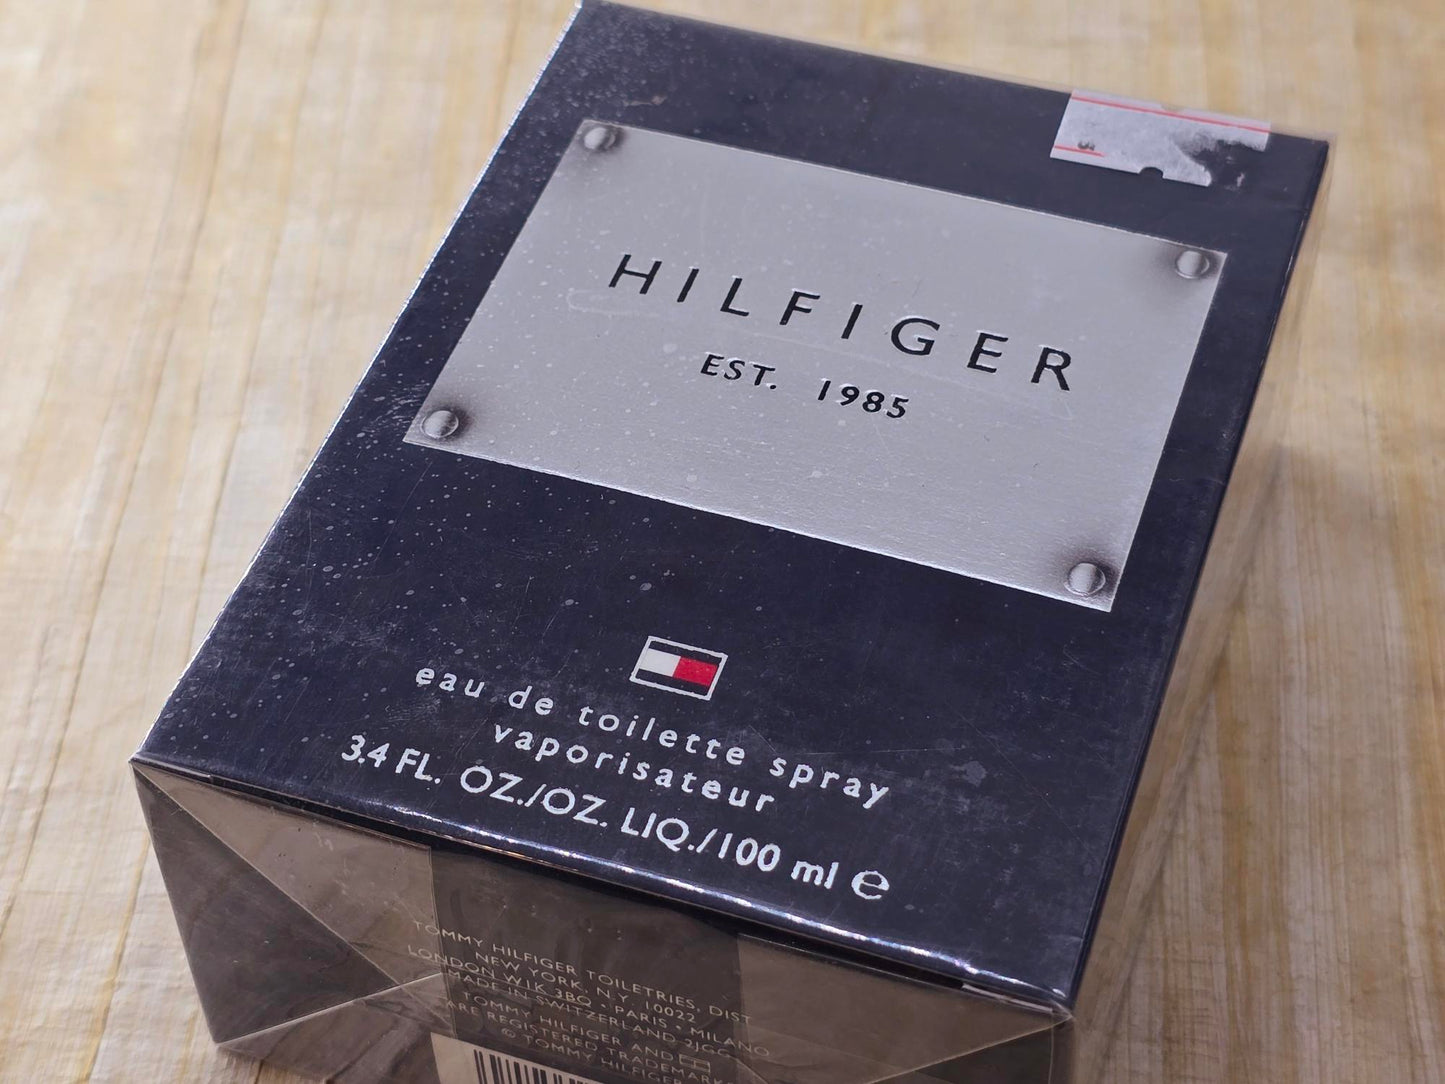 HILFIGER
EST. 1985
eau de toilette spray
vaporisateur
3.4 FL. OZ./OZ. LIQ./100 ml ℮
TOMMY HILFIGER TOILETRIES, DIST
NEW YORK, N.Y. 10022
LONDON W1K 3BQ • PARIS • MILANO
MADE IN SWITZERLAND 2JGG
TOMMY HILFIGER AND
ARE REGISTERED TRADEMARK
© TOMMY HILFIGER